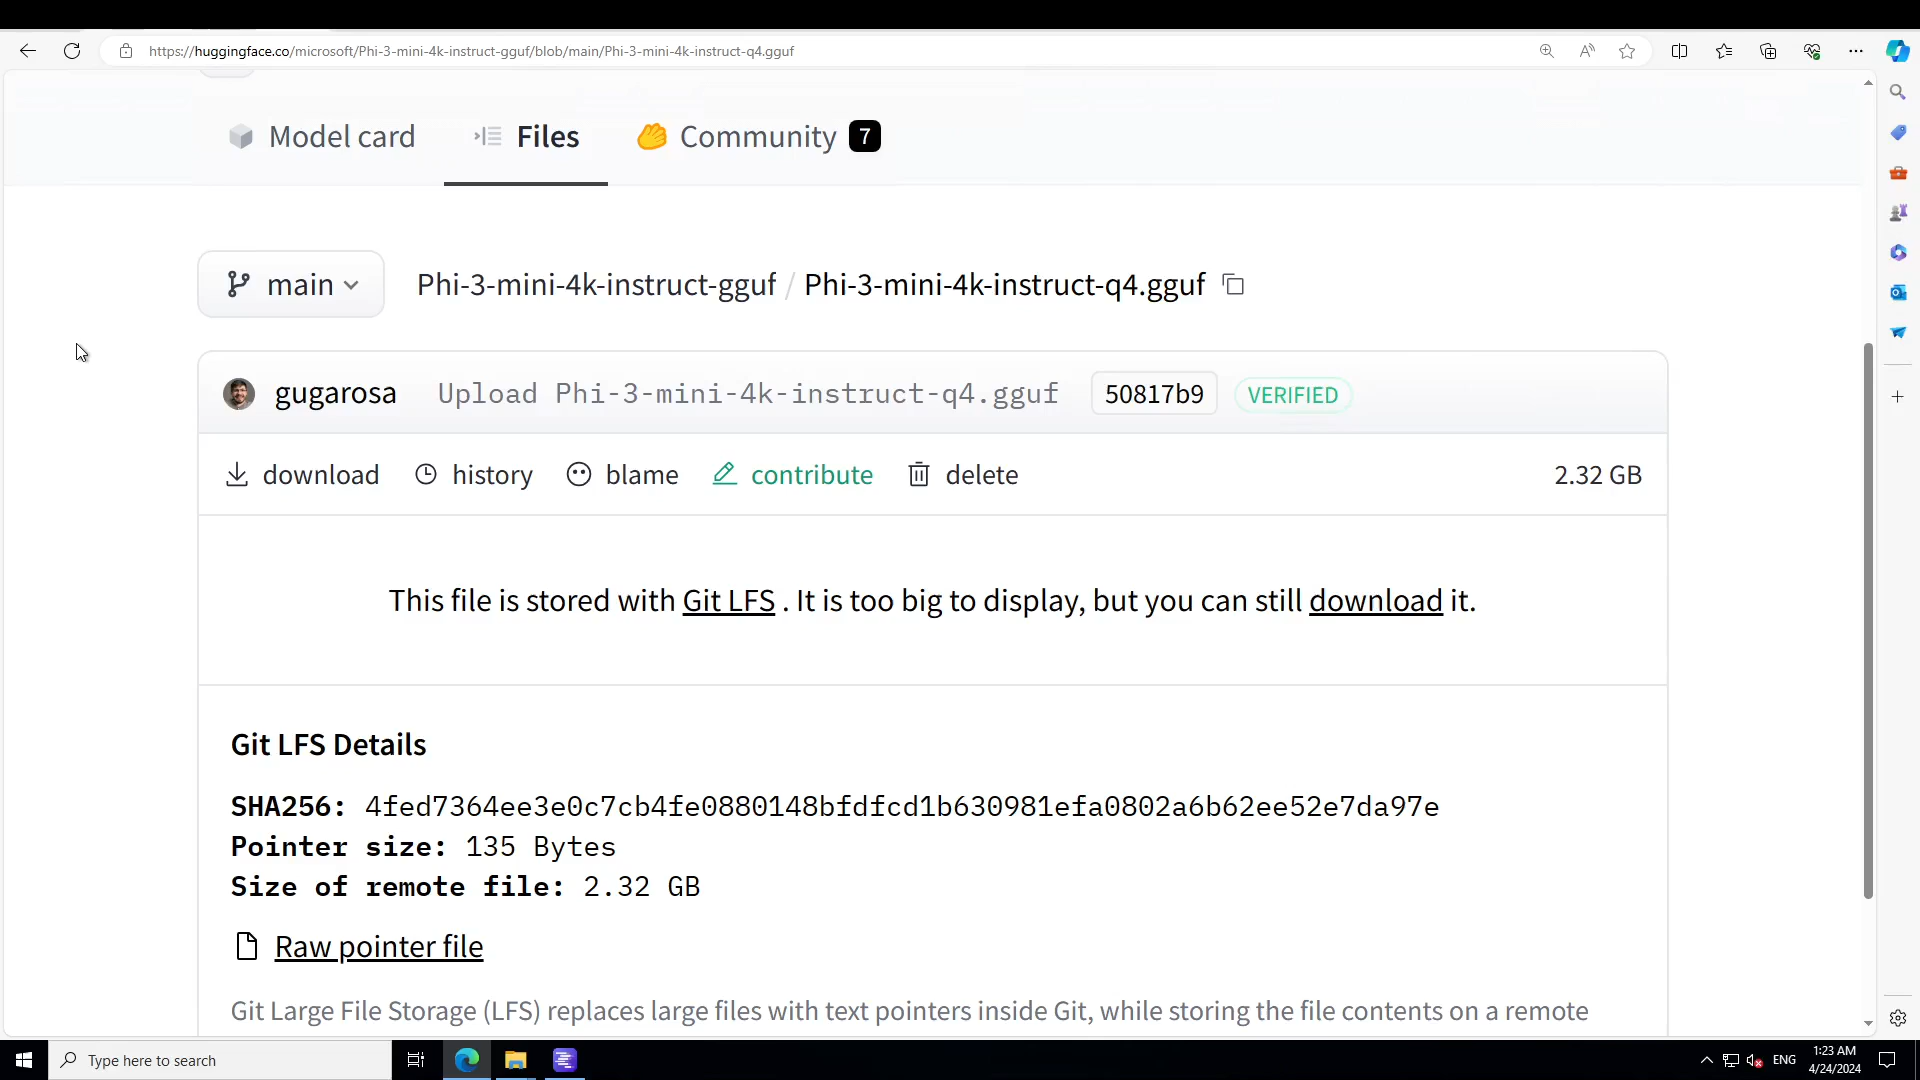 https://huggingface.co/microsoft/Phi-3-mini-4k-instruct-gguf/blob/main/Phi-3-mini-4k-instruct-q4.gguf
Model card Files Community 7
main Phi-3-mini-4k-instruct-gguf / Phi-3-mini-4k-instruct-q4.gguf
gugarosa Upload Phi-3-mini-4k-instruct-q4.gguf 50817b9 VERIFIED
download history blame contribute delete 2.32 GB
This file is stored with Git LFS . It is too big to display, but you can still download it.
Git LFS Details
SHA256: 4fed7364ee3e0c7cb4fe0880148bfdfcd1b630981efa0802a6b62ee52e7da97e
Pointer size: 135 Bytes
Size of remote file: 2.32 GB
Raw pointer file
Git Large File Storage (LFS) replaces large files with text pointers inside Git, while storing the file contents on a remote
Type here to search
ENG
1:23 AM
4/24/2024